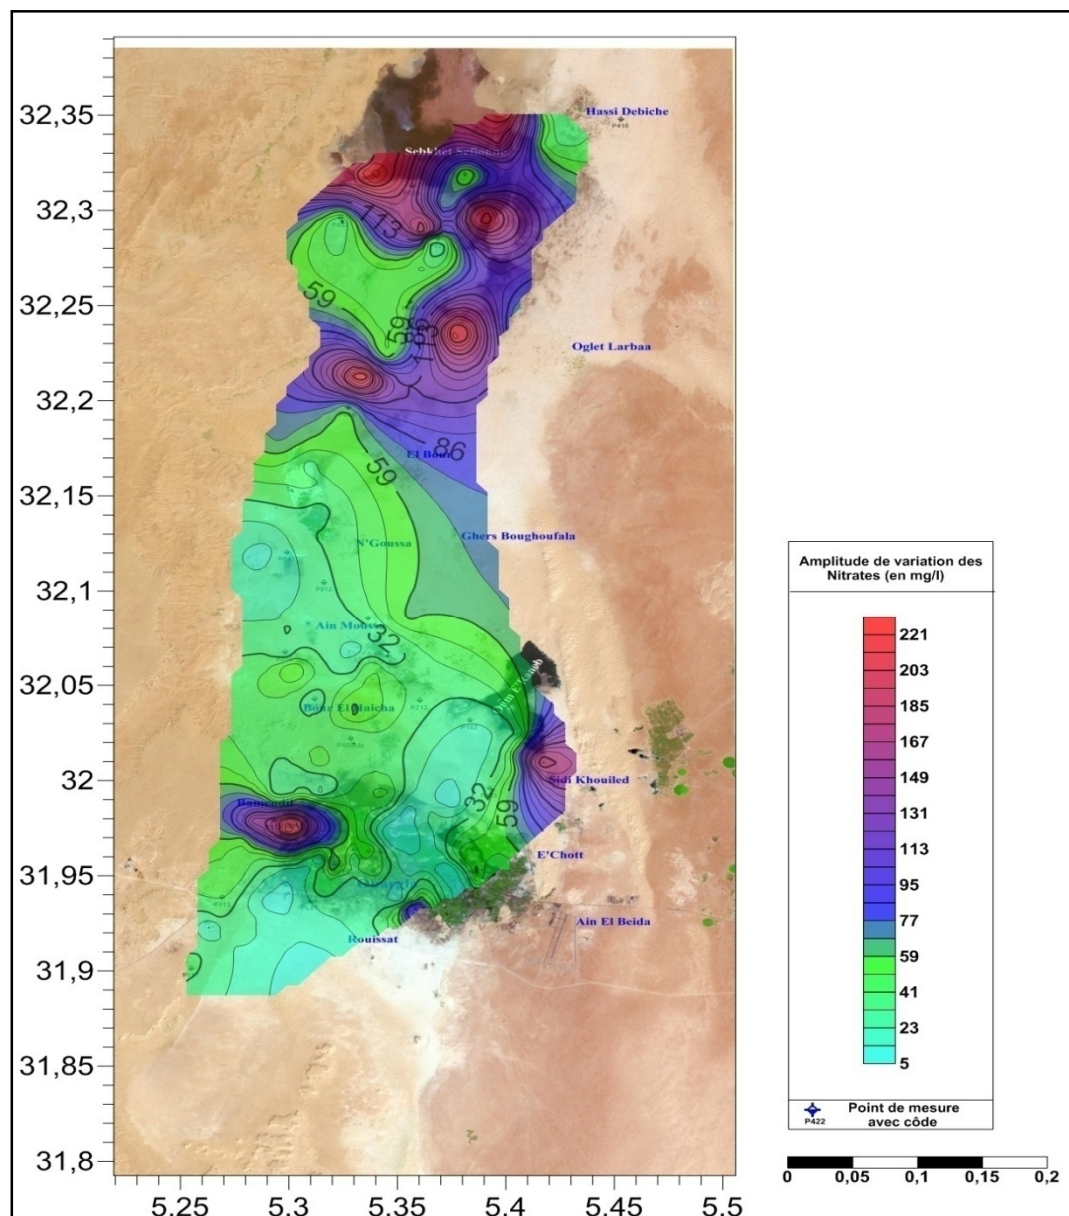 32,35
32,3
32,25
32,2
32,15
32,1
32,05
32
31,95
31,9
31,85
31,8
5,25
5,3
5,35
5,4
5,45
5,5
Hassi Debiche
P418
113
59
59
86
113
Oglet Larbaa
86
El Bour
59
Ghers Boughoufala
N'Goussa
Ain Moussa
32
Bour El Haicha
Sidi Khouiled
32
59
Bamendil
E'Chott
Ouargla
Ain El Beida
Rouissat
Amplitude de variation des
Nitrates (en mg/l)
221
203
185
167
149
131
113
95
77
59
41
23
5
P422
Point de mesure
avec côde
0
0,05
0,1
0,15
0,2